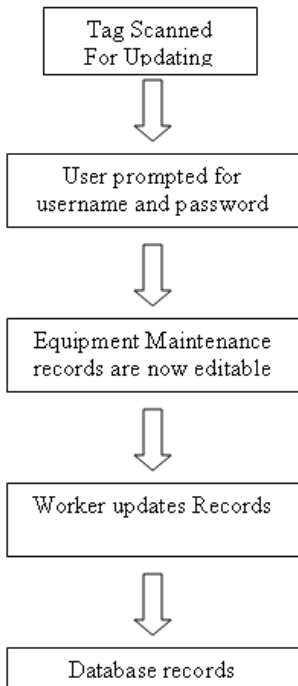 Tag Scanned
For Updating
User prompted for
username and password
Equipment Maintenance
records are now editable
Worker updates Records
Database records